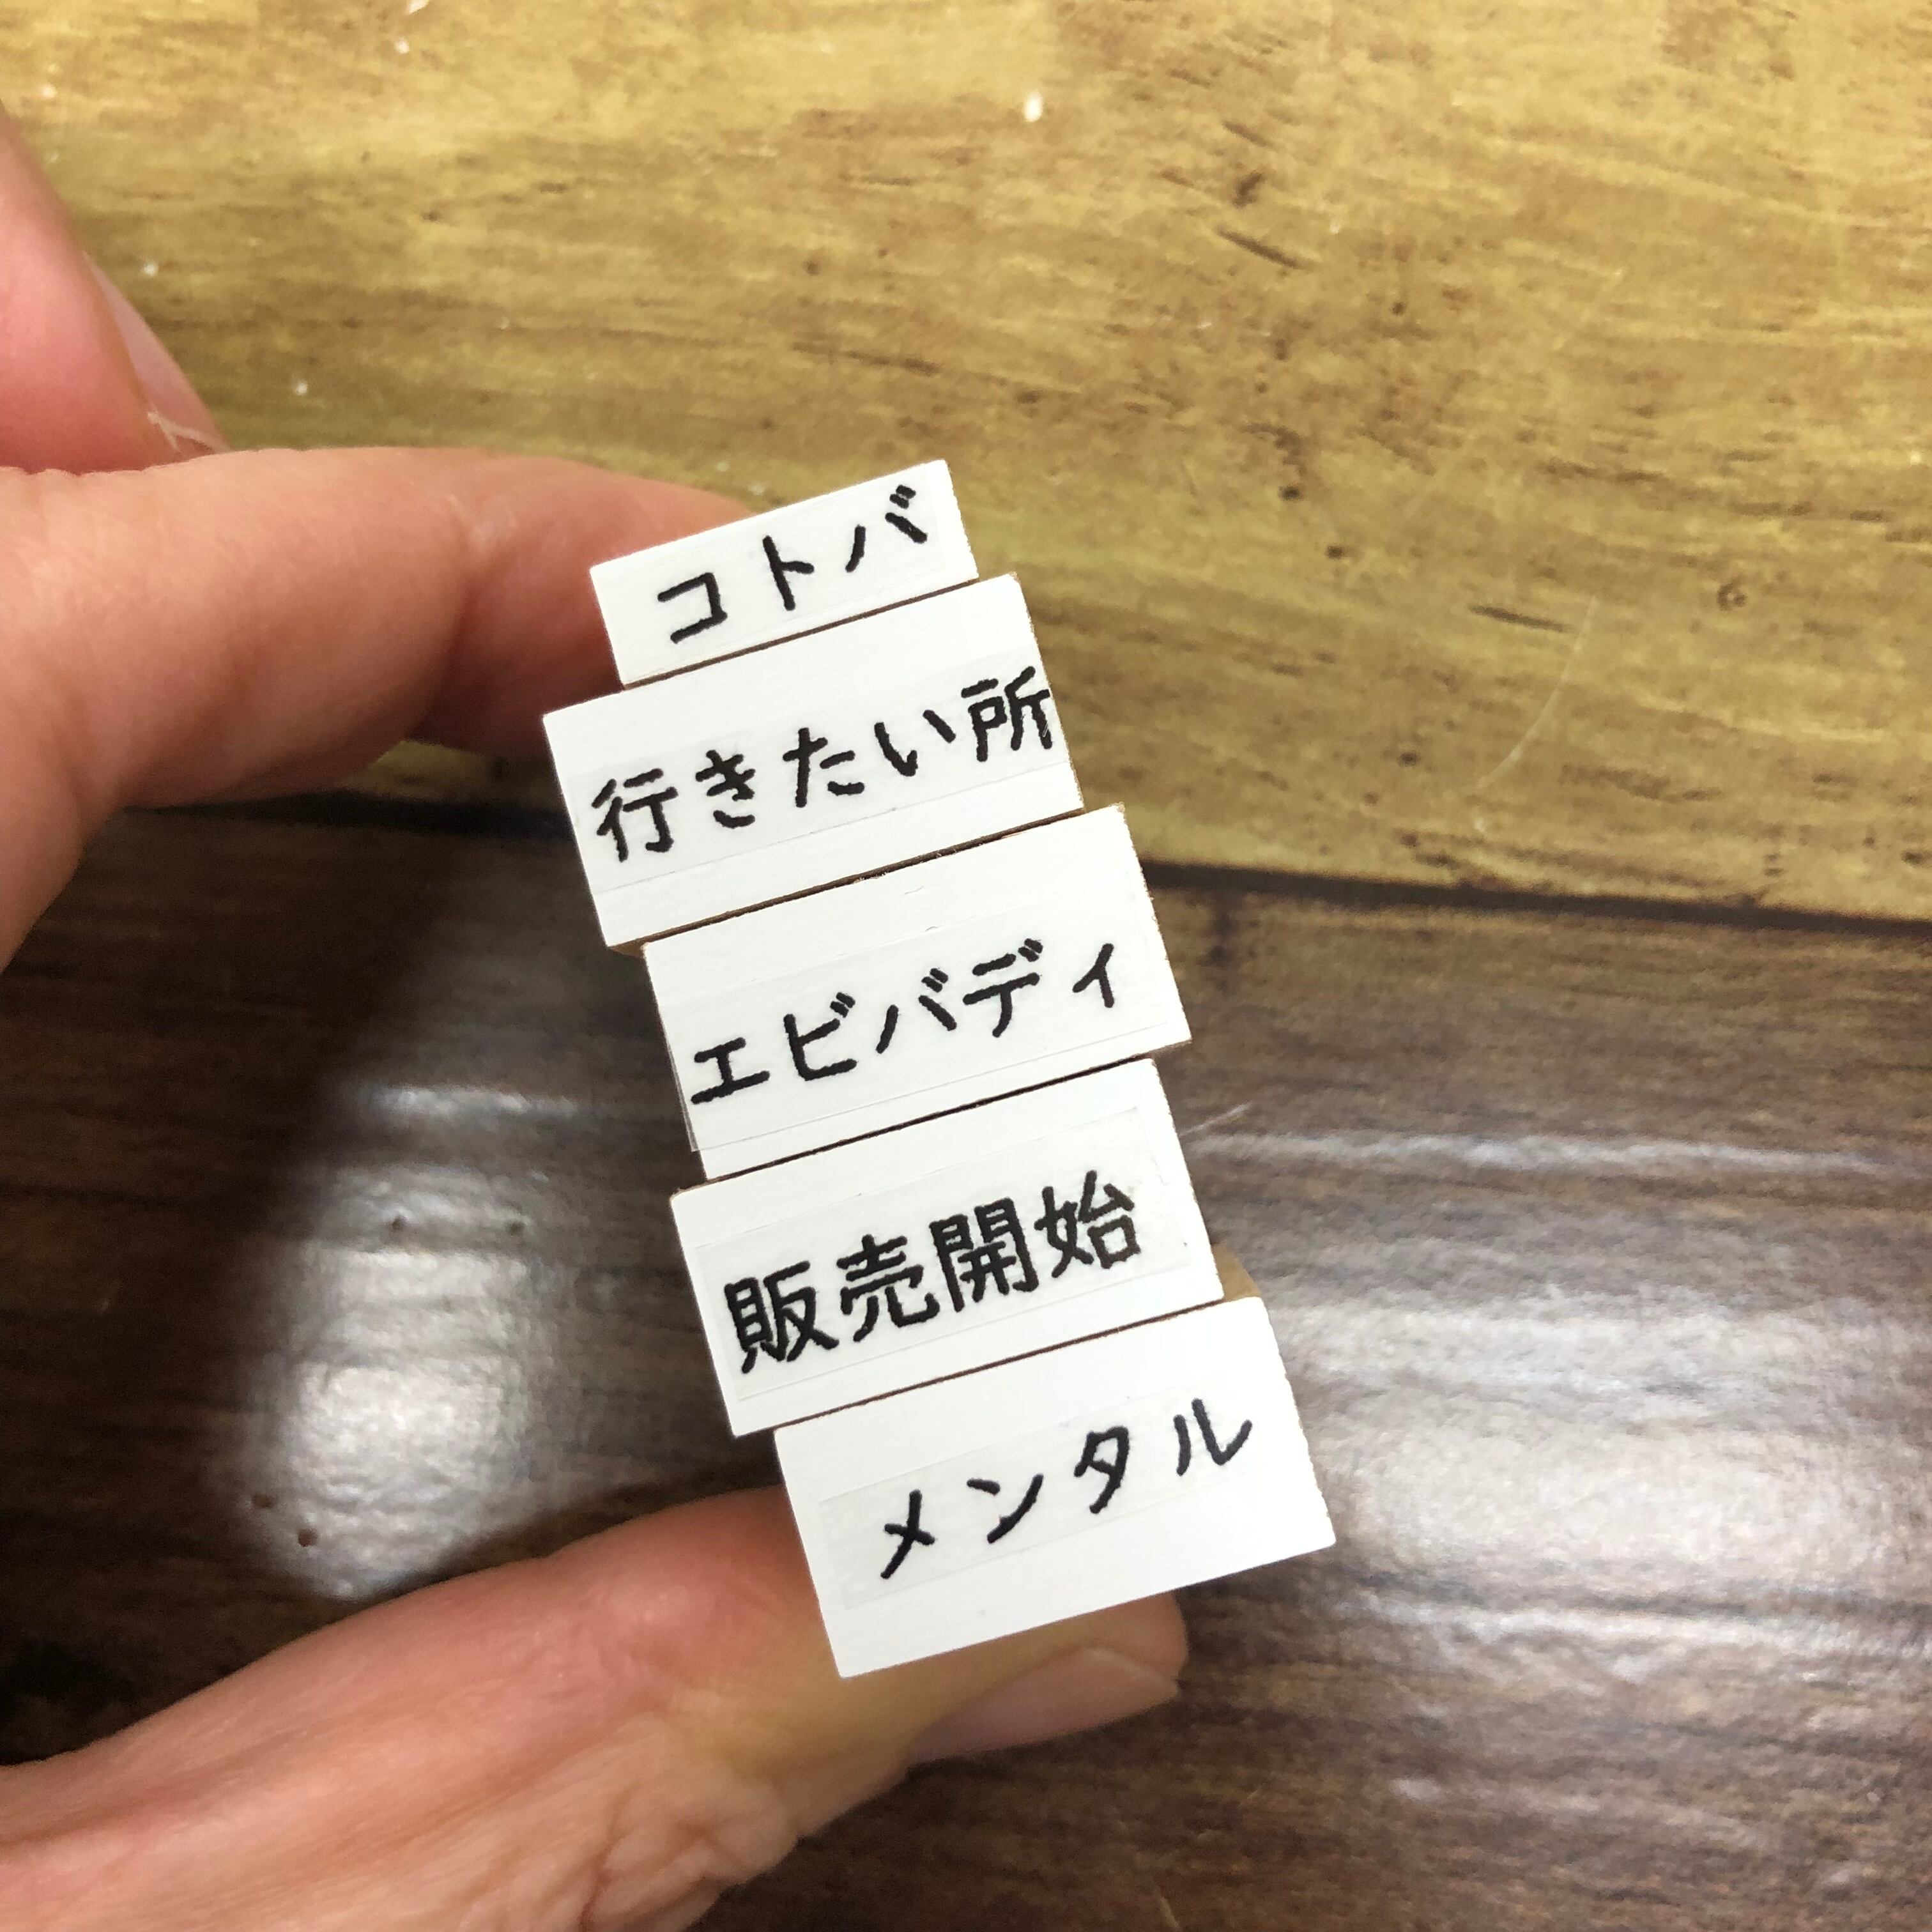 コトバ
行きたい所
エビバディ
販売開始
メンタル